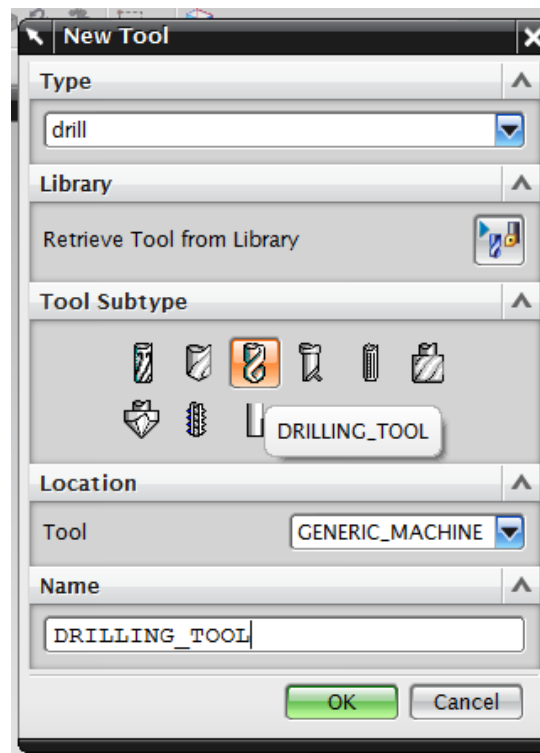 New Tool
Type
drill
Library
Retrieve Tool from Library
Tool Subtype
DRILLING_TOOL
Location
Tool GENERIC_MACHINE
Name
DRILLING_TOOL
OK Cancel